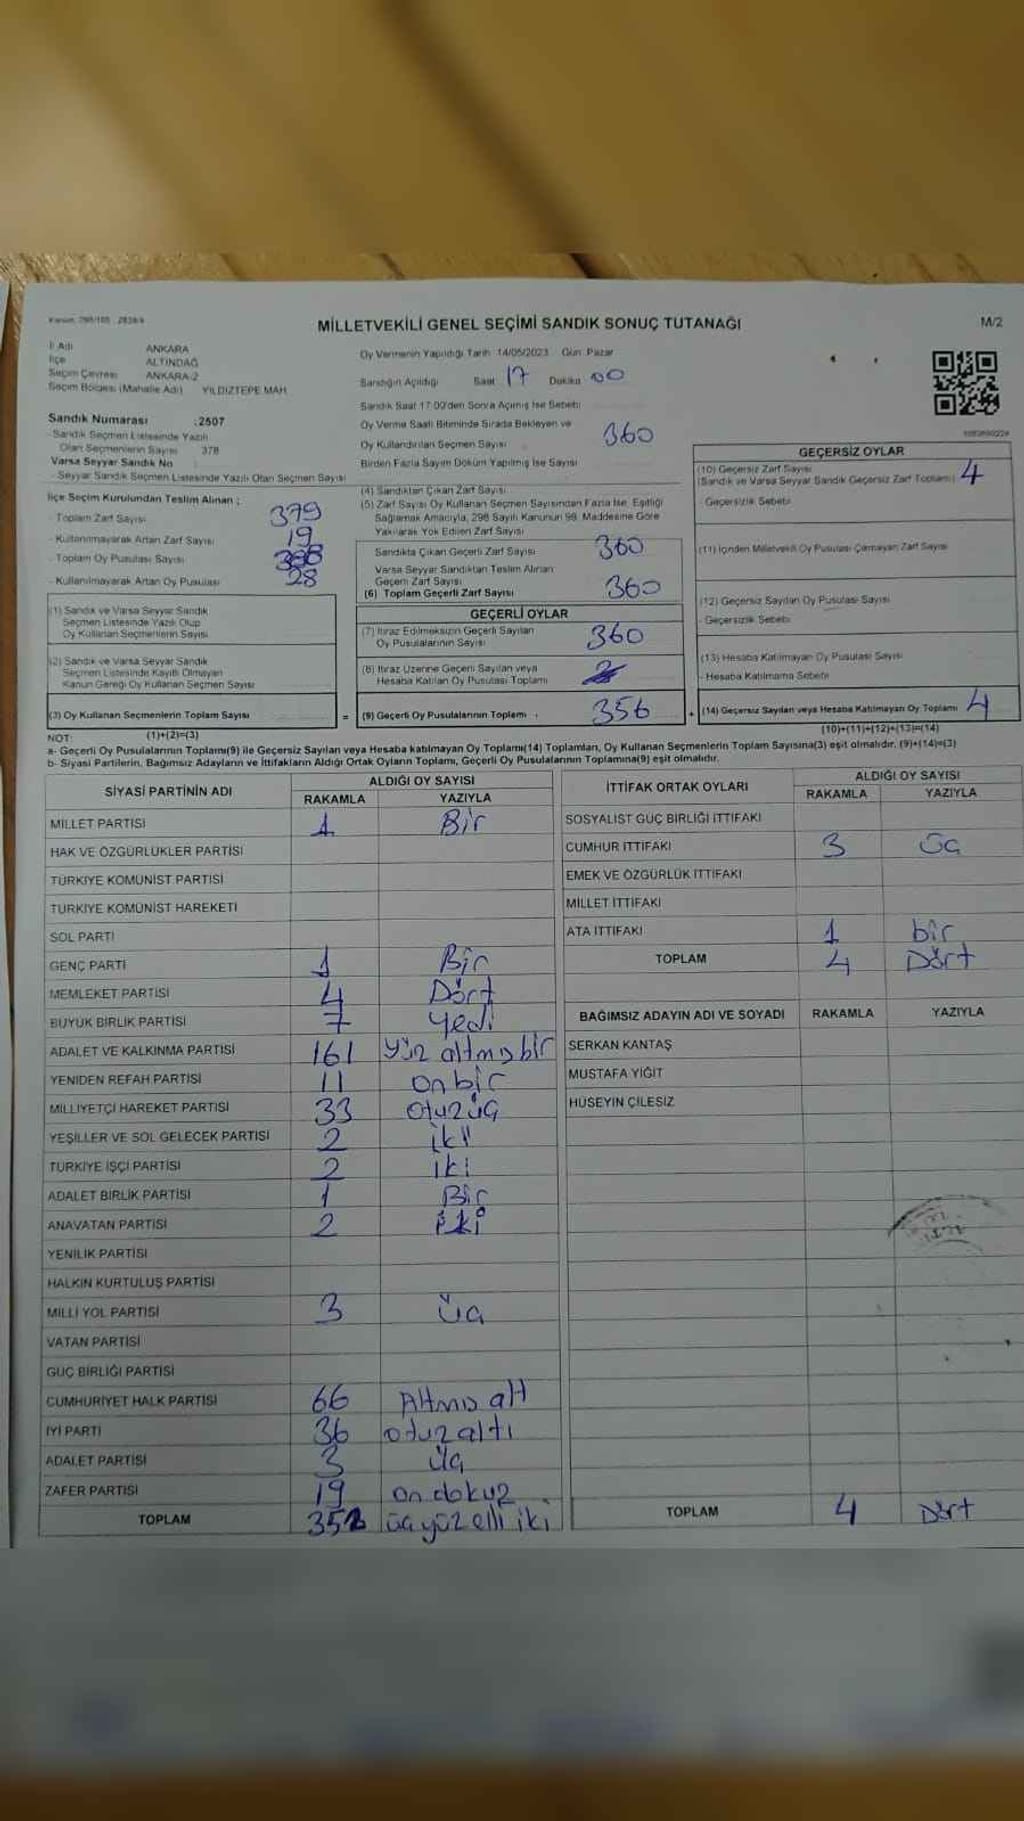 MİLLETVEKİLİ GENEL SEÇİMİ SANDIK SONUÇ TUTANAĞI
M/2
İl Adı ANKARA
İlçe ALTINDAĞ
Seçim Çevresi ANKARA-2
Seçim Bölgesi (Mahalle Adı) YILDIZTEPE MAH
Sandık Numarası :2507
- Sandık Seçmen Listesinde Yazılı
Olan Seçmenlerin Sayısı 378
Varsa Seyyar Sandık No
- Seyyar Sandık Seçmen Listesinde Yazılı Olan Seçmen Sayısı
İlçe Seçim Kurulundan Teslim Alınan ;
- Toplam Zarf Sayısı 379
- Kullanılmayarak Artan Zarf Sayısı 19
- Toplam Oy Pusulası Sayısı
- Kullanılmayarak Artan Oy Pusulası 28
(1) Sandık ve Varsa Seyyar Sandık
Seçmen Listesinde Yazılı Olup
Oy Kullanan Seçmenlerin Sayısı
(2) Sandık ve Varsa Seyyar Sandık
Seçmen Listesinde Kayıtlı Olmayan
Kanun Gereği Oy Kullanan Seçmen Sayısı
(3) Oy Kullanan Seçmenlerin Toplam Sayısı
Oy Vermenin Yapıldığı Tarih 14/05/2023 Gün Pazar
Sandığın Açıldığı Saat 17 Dakika 00
Sandık Saat 17.00'den Sonra Açılmış İse Sebebi
Oy Verme Saati Bitiminde Sırada Bekleyen ve
Oy Kullandırılan Seçmen Sayısı 360
Birden Fazla Sayım Döküm Yapılmış İse Sayısı
(4) Sandıktan Çıkan Zarf Sayısı
(5) Zarf Sayısı Oy Kullanan Seçmen Sayısından Fazla İse, Eşitliği
Sağlamak Amacıyla, 298 Sayılı Kanunun 98. Maddesine Göre
Yakılarak Yok Edilen Zarf Sayısı
Sandıkta Çıkan Geçerli Zarf Sayısı 360
Varsa Seyyar Sandıktan Teslim Alınan
Geçerli Zarf Sayısı
(6) Toplam Geçerli Zarf Sayısı 360
GEÇERLİ OYLAR
(7) İtiraz Edilmeksizin Geçerli Sayılan
Oy Pusulalarının Sayısı 360
(8) İtiraz Üzerine Geçerli Sayılan veya
Hesaba Katılan Oy Pusulası Toplamı
= (9) Geçerli Oy Pusulalarının Toplamı 356
GEÇERSİZ OYLAR
(10) Geçersiz Zarf Sayısı
(Sandık ve Varsa Seyyar Sandık Geçersiz Zarf Toplamı) 4
- Geçersizlik Sebebi
(11) İçinden Milletvekili Oy Pusulası Çıkmayan Zarf Sayısı
(12) Geçersiz Sayılan Oy Pusulası Sayısı
- Geçersizlik Sebebi
(13) Hesaba Katılmayan Oy Pusulası Sayısı
- Hesaba Katılmama Sebebi
+ (14) Geçersiz Sayılan veya Hesaba Katılmayan Oy Toplamı 4
NOT: (1)+(2)=(3)
(10)+(11)+(12)+(13)=(14)
a- Geçerli Oy Pusulalarının Toplamı(9) ile Geçersiz Sayılan veya Hesaba katılmayan Oy Toplamı(14) Toplamları, Oy Kullanan Seçmenlerin Toplam Sayısına(3) eşit olmalıdır. (9)+(14)=(3)
b- Siyasi Partilerin, Bağımsız Adayların ve İttifakların Aldığı Ortak Oyların Toplamı, Geçerli Oy Pusulalarının Toplamına(9) eşit olmalıdır.
SİYASİ PARTİNİN ADI ALDIĞI OY SAYISI
RAKAMLA YAZIYLA
MİLLET PARTİSİ 1 Bir
HAK VE ÖZGÜRLÜKLER PARTİSİ
TÜRKİYE KOMÜNİST PARTİSİ
TÜRKİYE KOMÜNİST HAREKETİ
SOL PARTİ
GENÇ PARTİ 1 Bir
MEMLEKET PARTİSİ 4 Dört
BÜYÜK BİRLİK PARTİSİ 7 yedi
ADALET VE KALKINMA PARTİSİ 161 yüz altmış bir
YENİDEN REFAH PARTİSİ 11 on bir
MİLLİYETÇİ HAREKET PARTİSİ 33 otuzüç
YEŞİLLER VE SOL GELECEK PARTİSİ 2 iki
TÜRKİYE İŞÇİ PARTİSİ 2 iki
ADALET BİRLİK PARTİSİ 1 Bir
ANAVATAN PARTİSİ 2 iki
YENİLİK PARTİSİ
HALKIN KURTULUŞ PARTİSİ
MİLLİ YOL PARTİSİ 3 üç
VATAN PARTİSİ
GÜÇ BİRLİĞİ PARTİSİ
CUMHURİYET HALK PARTİSİ 66 Altmış altı
İYİ PARTİ 36 otuzaltı
ADALET PARTİSİ 3 üç
ZAFER PARTİSİ 19 on dokuz
TOPLAM 352 üçyüz elli iki
İTTİFAK ORTAK OYLARI ALDIĞI OY SAYISI
RAKAMLA YAZIYLA
SOSYALİST GÜÇ BİRLİĞİ İTTİFAKI
CUMHUR İTTİFAKI 3 üç
EMEK VE ÖZGÜRLÜK İTTİFAKI
MİLLET İTTİFAKI
ATA İTTİFAKI 1 bir
TOPLAM 4 Dört
BAĞIMSIZ ADAYIN ADI VE SOYADI RAKAMLA YAZIYLA
SERKAN KANTAŞ
MUSTAFA YİĞİT
HÜSEYİN ÇİLESİZ
TOPLAM 4 Dört